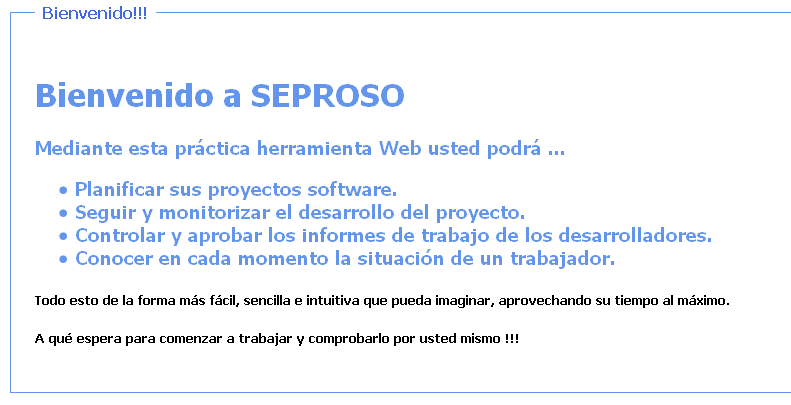 Bienvenido!!!
Bienvenido a SEPROSO
Mediante esta práctica herramienta Web usted podrá ...
• Planificar sus proyectos software.
• Seguir y monitorizar el desarrollo del proyecto.
• Controlar y aprobar los informes de trabajo de los desarrolladores.
• Conocer en cada momento la situación de un trabajador.
Todo esto de la forma más fácil, sencilla e intuitiva que pueda imaginar, aprovechando su tiempo al máximo.
A qué espera para comenzar a trabajar y comprobarlo por usted mismo !!!